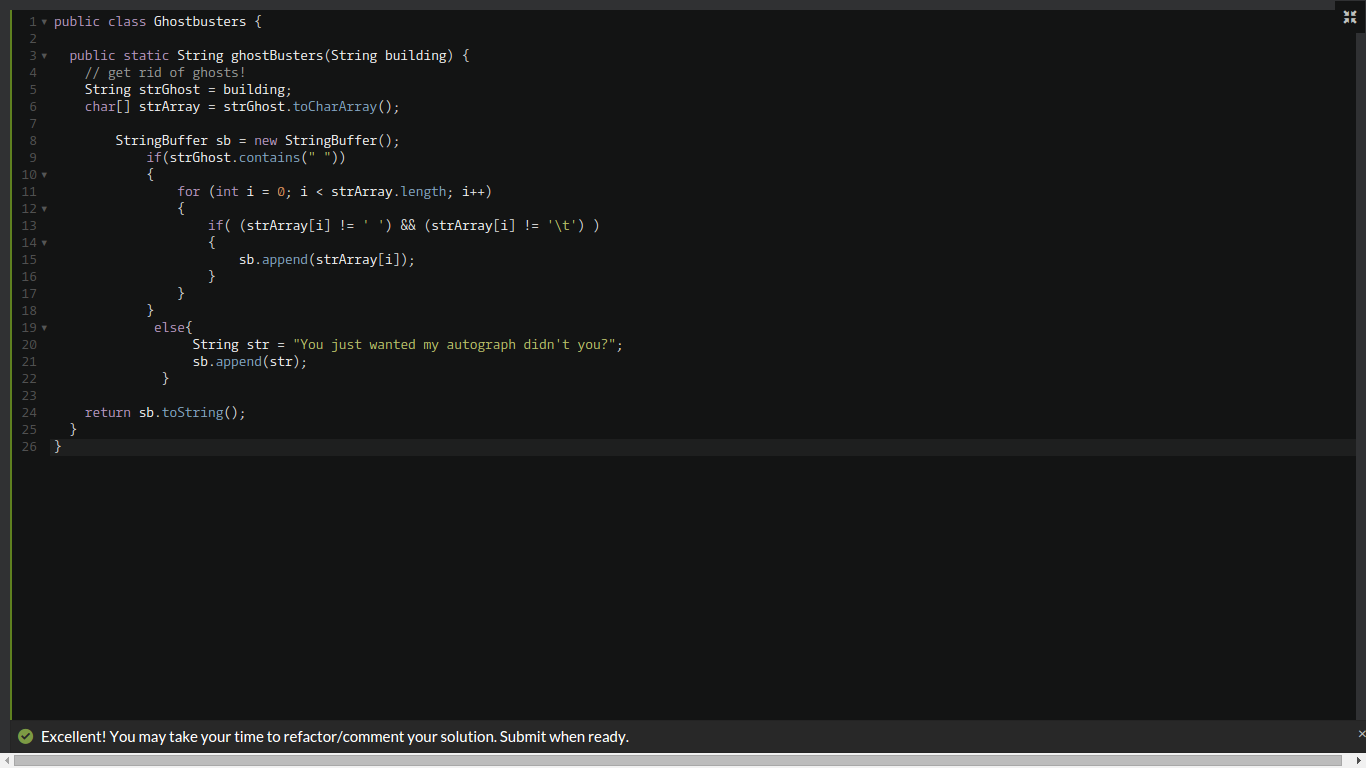 1 public class Ghostbusters {
2
3 public static String ghostBusters(String building) {
4 // get rid of ghosts!
5 String strGhost = building;
6 char[] strArray = strGhost.toCharArray();
7
8 StringBuffer sb = new StringBuffer();
9 if(strGhost.contains(" "))
10 {
11 for (int i = 0; i < strArray.length; i++)
12 {
13 if( (strArray[i] != ' ') && (strArray[i] != '\t') )
14 {
15 sb.append(strArray[i]);
16 }
17 }
18 }
19 else{
20 String str = "You just wanted my autograph didn't you?";
21 sb.append(str);
22 }
23
24 return sb.toString();
25 }
26 }
Excellent! You may take your time to refactor/comment your solution. Submit when ready.